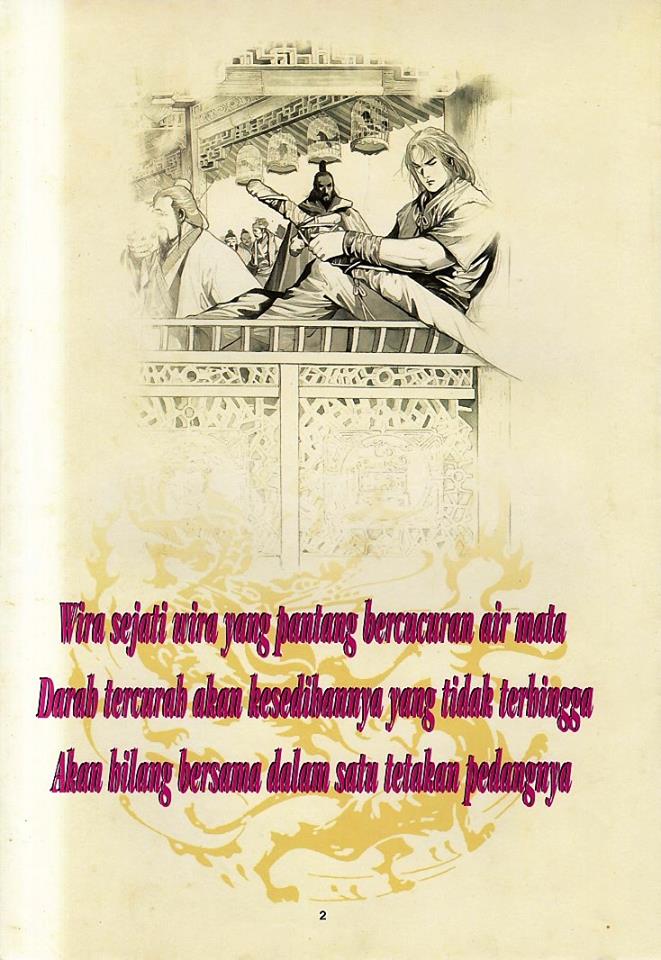 Wira sejati wira yang pantang bercucuran air mata
Darah tercurah akan kesedihannya yang tidak terhingga
Akan hilang bersama dalam satu tetakan pedangnya
2